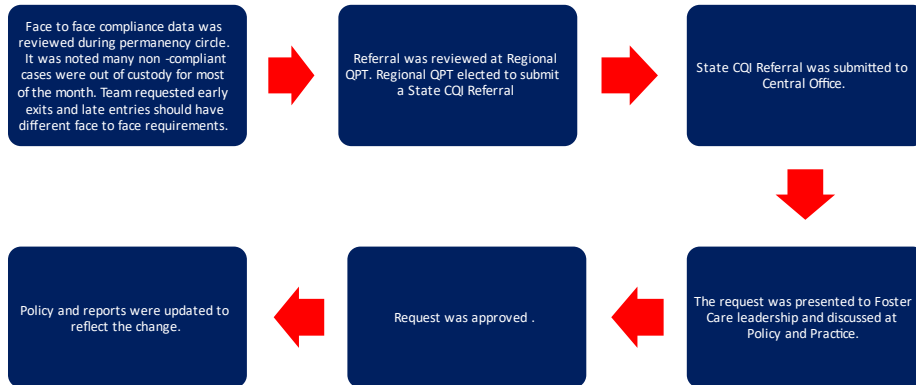 Face to face compliance data was
reviewed during permanency circle.
It was noted many non -compliant
cases were out of custody for most
of the month. Team requested early
exits and late entries should have
different face to face requirements.
Referral was reviewed at Regional
QPT. Regional QPT elected to submit
a State CQI Referral
State CQI Referral was submitted to
Central Office.
The request was presented to Foster
Care leadership and discussed at
Policy and Practice.
Request was approved .
Policy and reports were updated to
reflect the change.